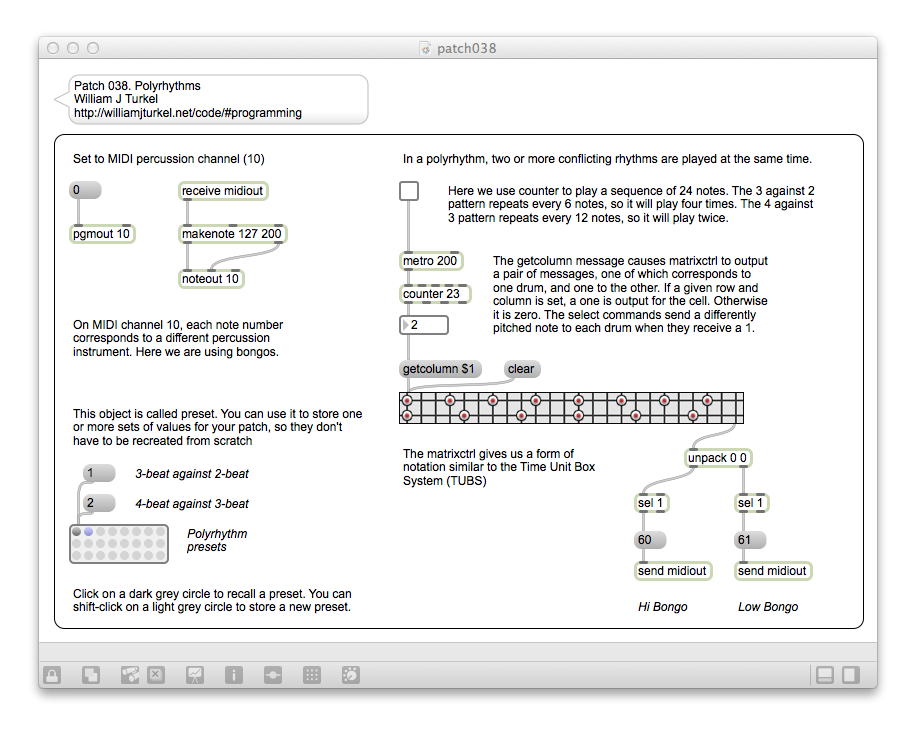 patch038
Patch 038. Polyrhythms
William J Turkel
http://williamjturkel.net/code/#programming
Set to MIDI percussion channel (10)
0
receive midiout
pgmout 10
makenote 127 200
noteout 10
On MIDI channel 10, each note number
corresponds to a different percussion
instrument. Here we are using bongos.
This object is called preset. You can use it to store one
or more sets of values for your patch, so they don't
have to be recreated from scratch
1
3-beat against 2-beat
2
4-beat against 3-beat
Polyrhythm
presets
Click on a dark grey circle to recall a preset. You can
shift-click on a light grey circle to store a new preset.
In a polyrhythm, two or more conflicting rhythms are played at the same time.
Here we use counter to play a sequence of 24 notes. The 3 against 2
pattern repeats every 6 notes, so it will play four times. The 4 against
3 pattern repeats every 12 notes, so it will play twice.
metro 200
counter 23
2
The getcolumn message causes matrixctrl to output
a pair of messages, one of which corresponds to
one drum, and one to the other. If a given row and
column is set, a one is output for the cell. Otherwise
it is zero. The select commands send a differently
pitched note to each drum when they receive a 1.
getcolumn $1
clear
The matrixctrl gives us a form of
notation similar to the Time Unit Box
System (TUBS)
unpack 0 0
sel 1
sel 1
60
61
send midiout
send midiout
Hi Bongo
Low Bongo